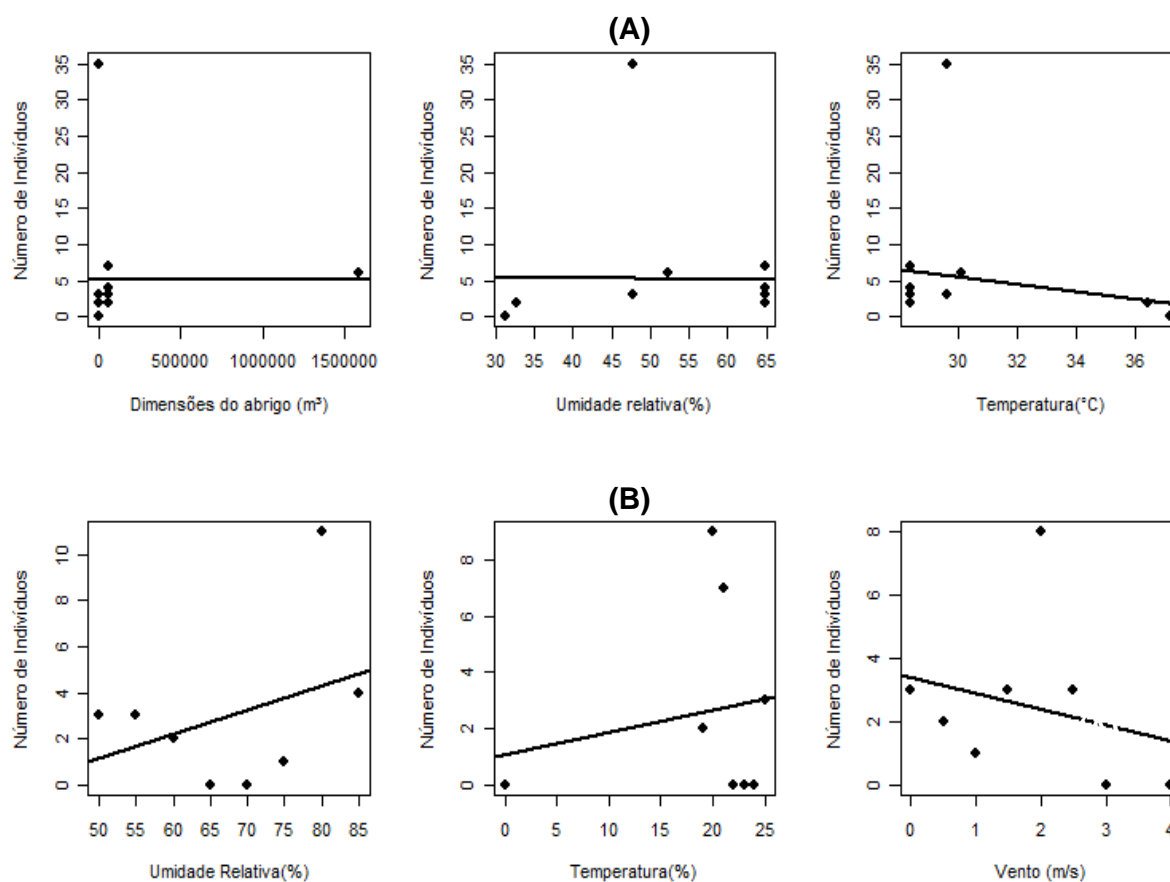 (A)
Número de Indivíduos
35
30
25
20
15
10
5
0
0 500000 1000000 1500000
Dimensões do abrigo (m³)
Número de Indivíduos
35
30
25
20
15
10
5
0
30 35 40 45 50 55 60 65
Umidade relativa(%)
Número de Indivíduos
35
30
25
20
15
10
5
0
30 32 34 36
Temperatura(°C)
(B)
Número de Indivíduos
10
8
6
4
2
0
50 55 60 65 70 75 80 85
Umidade Relativa(%)
Número de Indivíduos
8
6
4
2
0
0 5 10 15 20 25
Temperatura(%)
Número de Indivíduos
8
6
4
2
0
0 1 2 3 4
Vento (m/s)